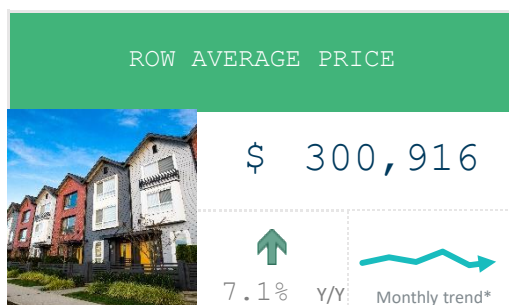 ROW AVERAGE PRICE
$ 300,916
7.1% Y/Y
Monthly trend*